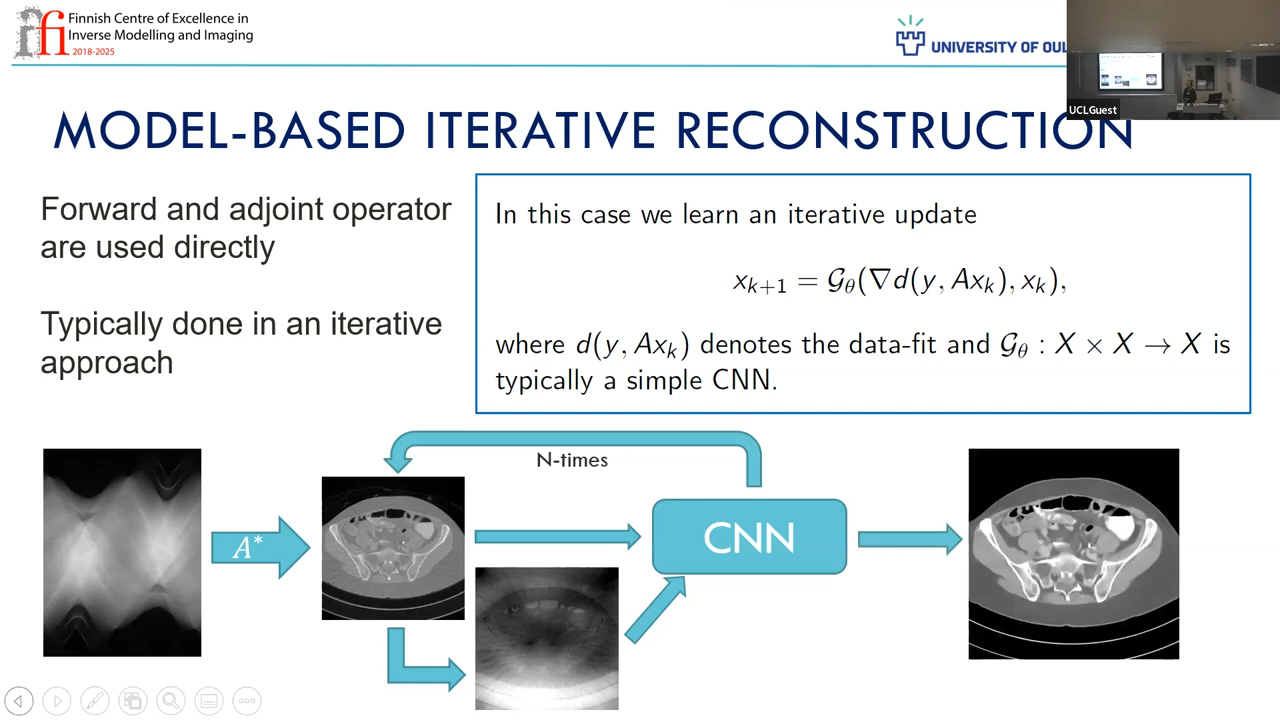 Finnish Centre of Excellence in
Inverse Modelling and Imaging
2018-2025
fi
UNIVERSITY OF OUL
UCLGuest
MODEL-BASED ITERATIVE RECONSTRUCTION
Forward and adjoint operator
are used directly
Typically done in an iterative
approach
In this case we learn an iterative update
x_{k+1} = 𝒢_θ(∇d(y, Ax_k), x_k),
where d(y, Ax_k) denotes the data-fit and 𝒢_θ : X × X → X is
typically a simple CNN.
N-times
A*
CNN